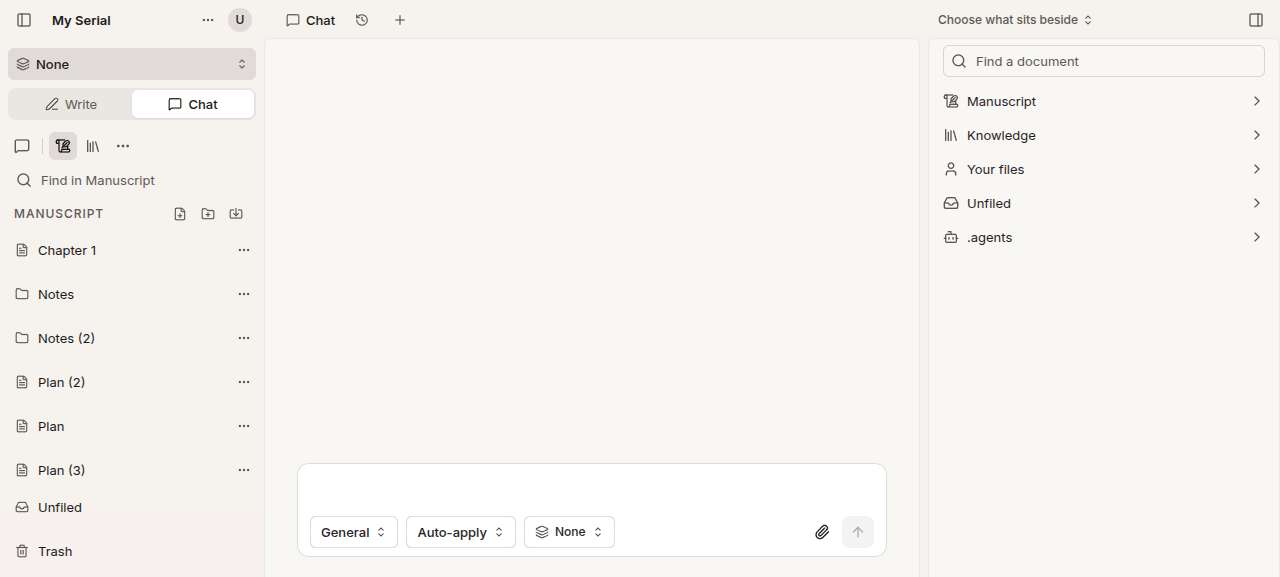 My Serial
U
None
Write
Chat
Find in Manuscript
MANUSCRIPT
Chapter 1
Notes
Notes (2)
Plan (2)
Plan
Plan (3)
Unfiled
Trash
Chat
General
Auto-apply
None
Choose what sits beside
Find a document
Manuscript
Knowledge
Your files
Unfiled
.agents